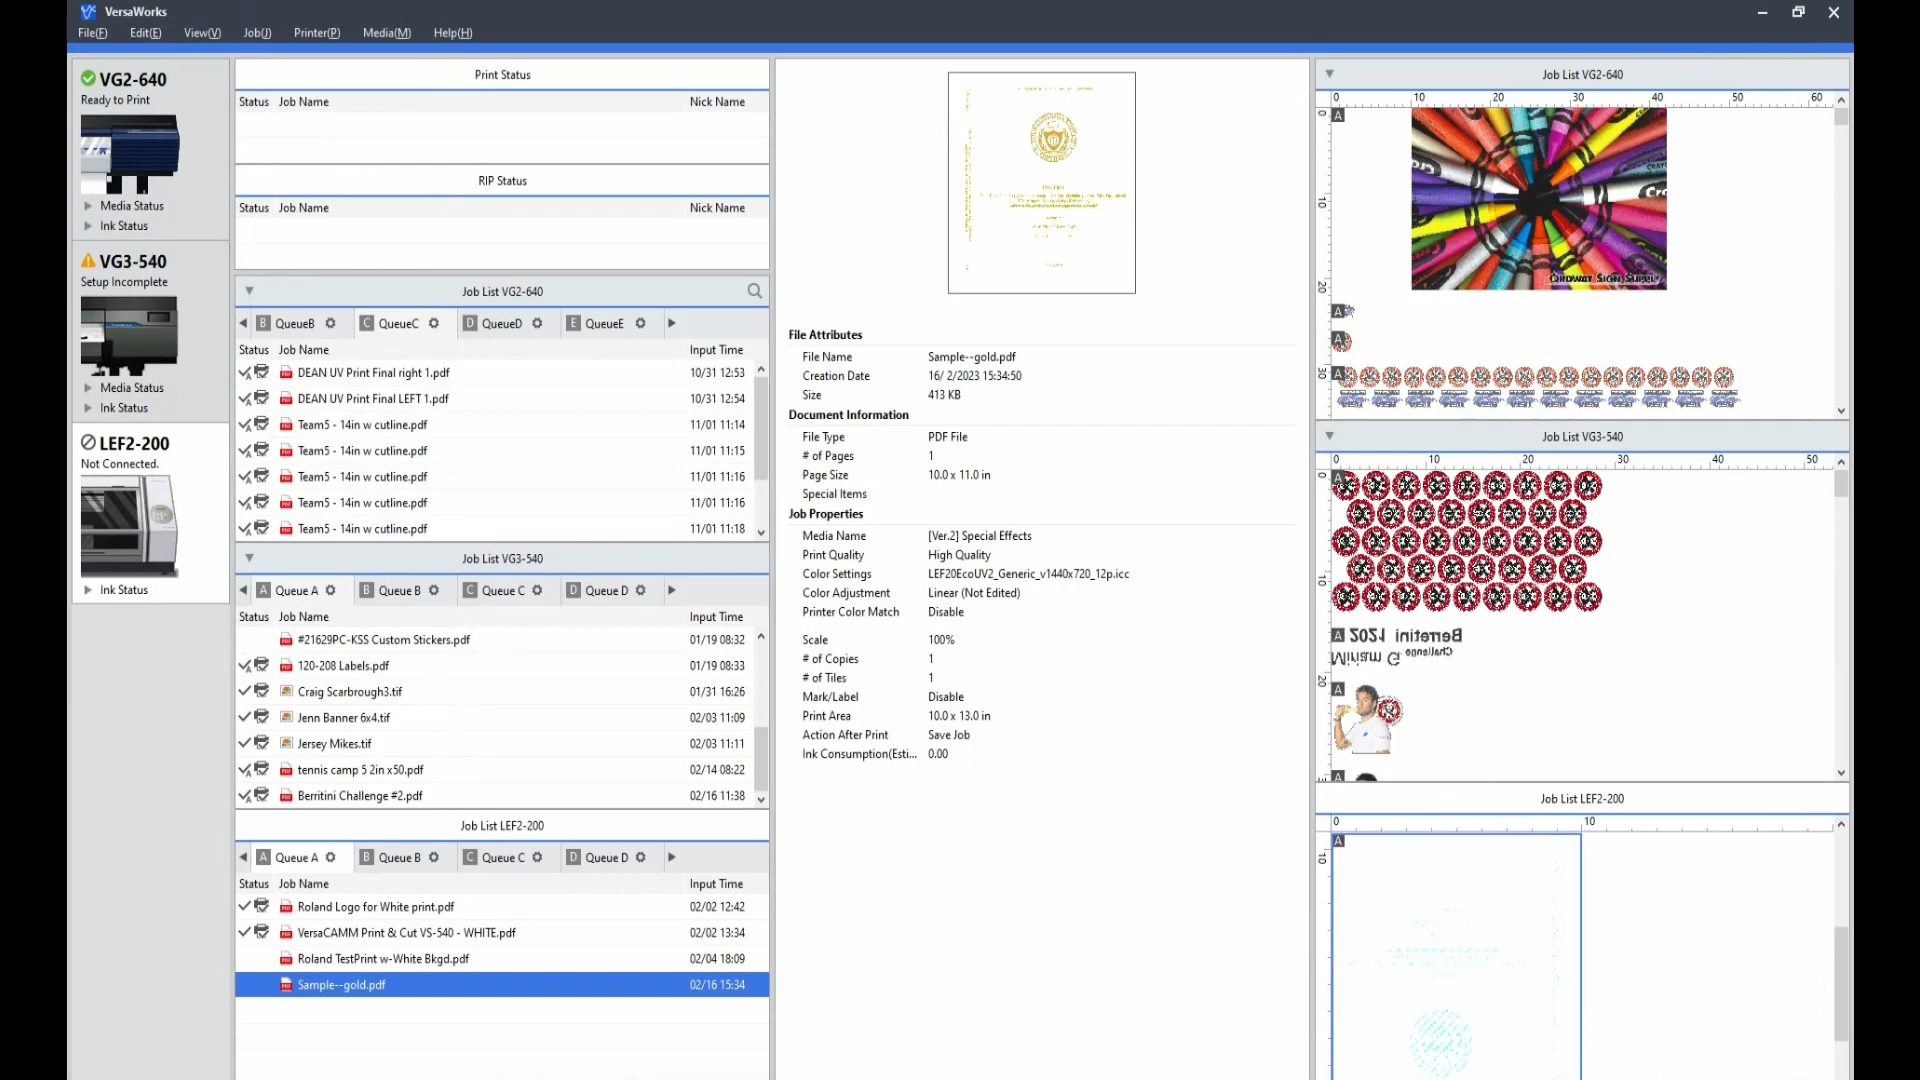 VersaWorks
File(F) Edit(E) View(V) Job(J) Printer(P) Media(M) Help(H)
VG2-640
Ready to Print
Media Status
Ink Status
VG3-540
Setup Incomplete
Media Status
Ink Status
LEF2-200
Not Connected.
Ink Status
Print Status
Status Job Name Nick Name
RIP Status
Status Job Name Nick Name
Job List VG2-640
B QueueB C QueueC D QueueD E QueueE
Status Job Name Input Time
DEAN UV Print Final right 1.pdf 10/31 12:53
DEAN UV Print Final LEFT 1.pdf 10/31 12:54
Team5 - 14in w cutline.pdf 11/01 11:14
Team5 - 14in w cutline.pdf 11/01 11:15
Team5 - 14in w cutline.pdf 11/01 11:16
Team5 - 14in w cutline.pdf 11/01 11:16
Team5 - 14in w cutline.pdf 11/01 11:18
Job List VG3-540
A Queue A B Queue B C Queue C D Queue D
Status Job Name Input Time
#21629PC-KSS Custom Stickers.pdf 01/19 08:32
120-208 Labels.pdf 01/19 08:33
Craig Scarbrough3.tif 01/31 16:26
Jenn Banner 6x4.tif 02/03 11:09
Jersey Mikes.tif 02/03 11:11
tennis camp 5 2in x50.pdf 02/14 08:22
Berritini Challenge #2.pdf 02/16 11:38
Job List LEF2-200
A Queue A B Queue B C Queue C D Queue D
Status Job Name Input Time
Roland Logo for White print.pdf 02/02 12:42
VersaCAMM Print & Cut VS-540 - WHITE.pdf 02/02 13:34
Roland TestPrint w-White Bkgd.pdf 02/04 18:09
Sample--gold.pdf 02/16 15:34
File Attributes
File Name Sample--gold.pdf
Creation Date 16/ 2/2023 15:34:50
Size 413 KB
Document Information
File Type PDF File
# of Pages 1
Page Size 10.0 x 11.0 in
Special Items
Job Properties
Media Name [Ver.2] Special Effects
Print Quality High Quality
Color Settings LEF20EcoUV2_Generic_v1440x720_12p.icc
Color Adjustment Linear (Not Edited)
Printer Color Match Disable
Scale 100%
# of Copies 1
# of Tiles 1
Mark/Label Disable
Print Area 10.0 x 13.0 in
Action After Print Save Job
Ink Consumption(Esti... 0.00
Job List VG2-640
0 10 20 30 40 50 60
0
A
10
20
Ordway Sign Supply
A
A
30
A
Job List VG3-540
0 10 20 30 40 50
0
A
10
A Berretini 1202
Miriam G Challenge
20
A
A
Job List LEF2-200
0 10
A
10